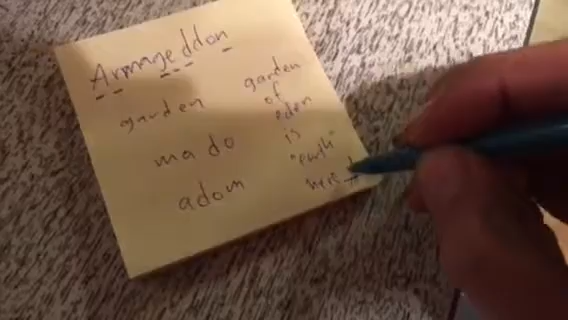 Armageddon
garden
ma do
adom
garden
of
eden
is
"earth"